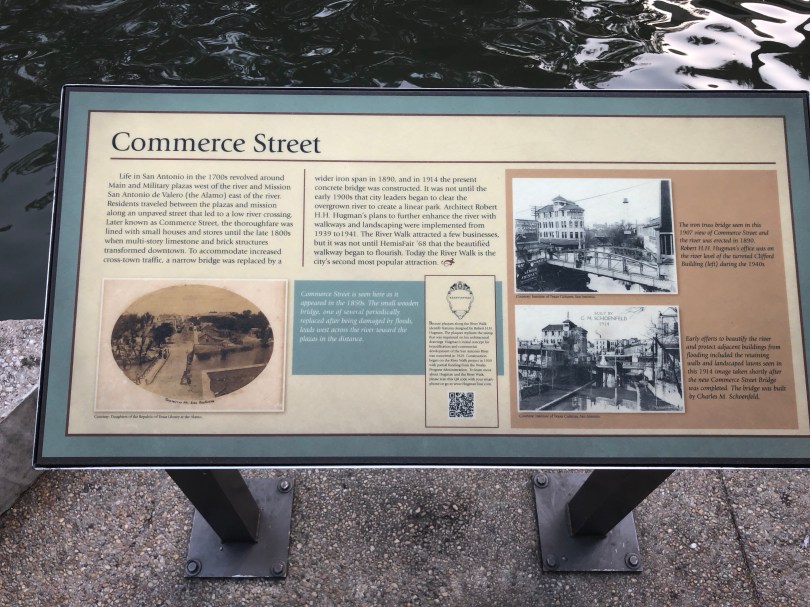 Commerce Street
Life in San Antonio in the 1700s revolved around
Main and Military plazas west of the river and Mission
San Antonio de Valero (the Alamo) east of the river.
Residents traveled between the plazas and mission
along an unpaved street that led to a low river crossing.
Later known as Commerce Street, the thoroughfare was
lined with small houses and stores until the late 1800s
when multi-story limestone and brick structures
transformed downtown. To accommodate increased
cross-town traffic, a narrow bridge was replaced by a
wider iron span in 1890, and in 1914 the present
concrete bridge was constructed. It was not until the
early 1900s that city leaders began to clear the
overgrown river to create a linear park. Architect Robert
H.H. Hugman's plans to further enhance the river with
walkways and landscaping were implemented from
1939 to1941. The River Walk attracted a few businesses,
but it was not until HemisFair '68 that the beautified
walkway began to flourish. Today the River Walk is the
city's second most popular attraction.
Commerce Street is seen here as it
appeared in the 1850s. The small wooden
bridge, one of several periodically
replaced after being damaged by floods,
leads west across the river toward the
plazas in the distance.
The iron truss bridge seen in this
1907 view of Commerce Street and
the river was erected in 1890.
Robert H.H. Hugman's office was on
the river level of the turreted Clifford
Building (left) during the 1940s.
BUILT BY
C. M. SCHOENFELD
1914
Early efforts to beautify the river
and protect adjacent buildings from
flooding included the retaining
walls and landscaped lawns seen in
this 1914 image taken shortly after
the new Commerce Street Bridge
was completed. The bridge was built
by Charles M. Schoenfeld.